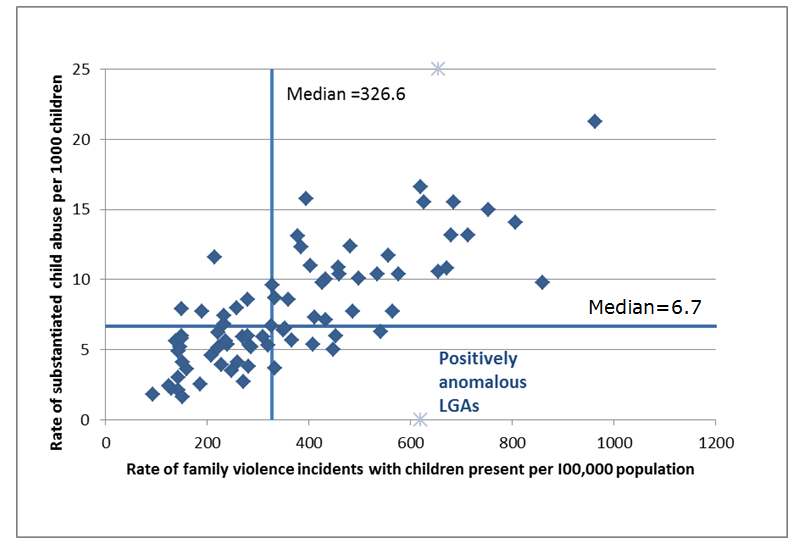 Rate of substantiated child abuse per 1000 children
25
20
15
10
5
0
Median =326.6
Median=6.7
Positively
anomalous
LGAs
0 200 400 600 800 1000 1200
Rate of family violence incidents with children present per I00,000 population